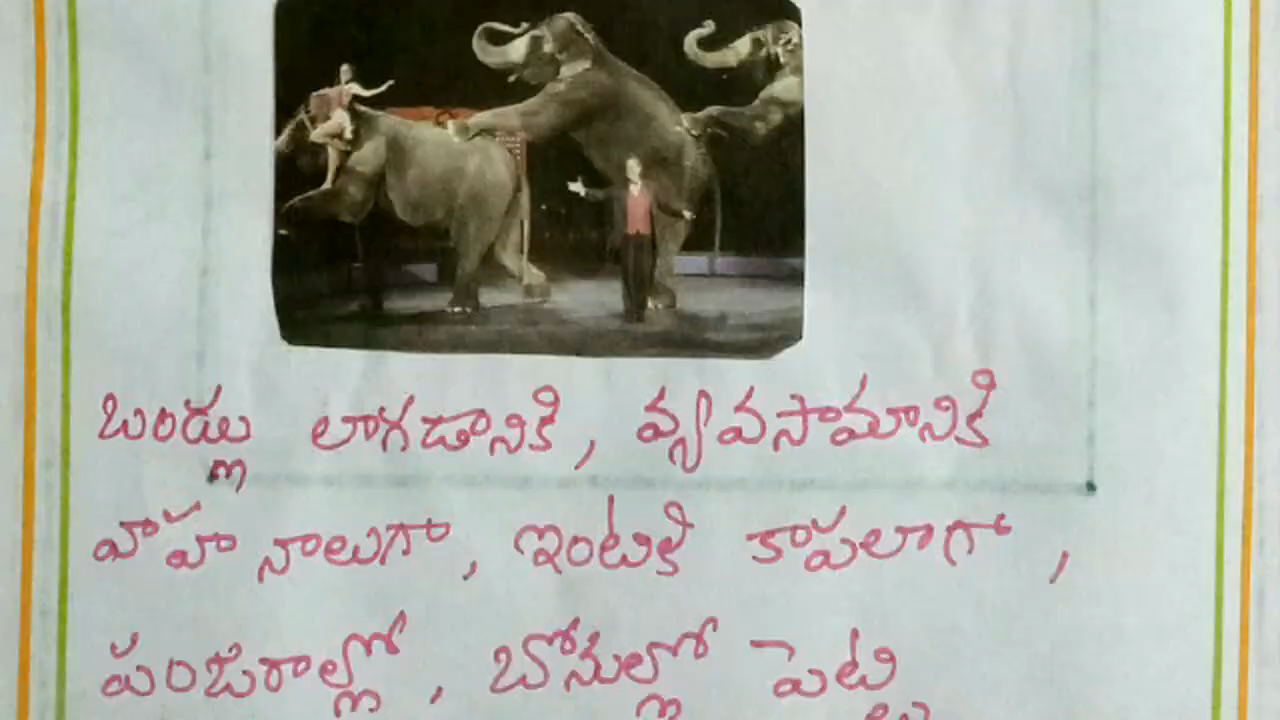 బండ్లు లాగడానికి, వ్యవసామానికి
వాహనాలుగా, ఇంటికి కాపలాగా,
పంజరాల్లో, బోనుల్లో పెట్టి